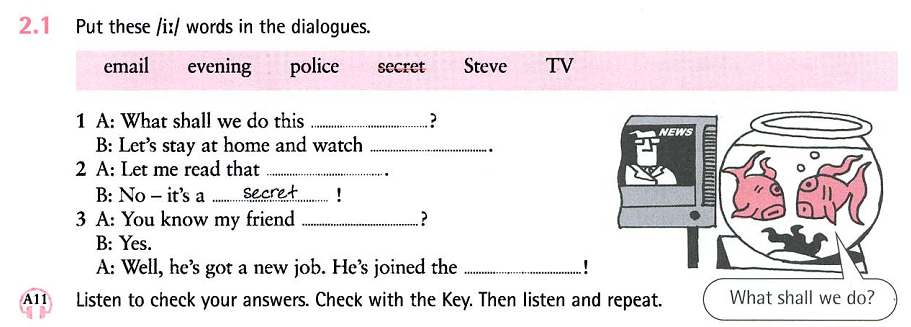 2.1 Put these /iː/ words in the dialogues.
email evening police secret Steve TV
1 A: What shall we do this ........................................?
B: Let's stay at home and watch ........................................ .
2 A: Let me read that ........................................ .
B: No – it's a ........ secret ........ !
3 A: You know my friend ........................................?
B: Yes.
A: Well, he's got a new job. He's joined the ........................................!
NEWS
A11 Listen to check your answers. Check with the Key. Then listen and repeat.
What shall we do?